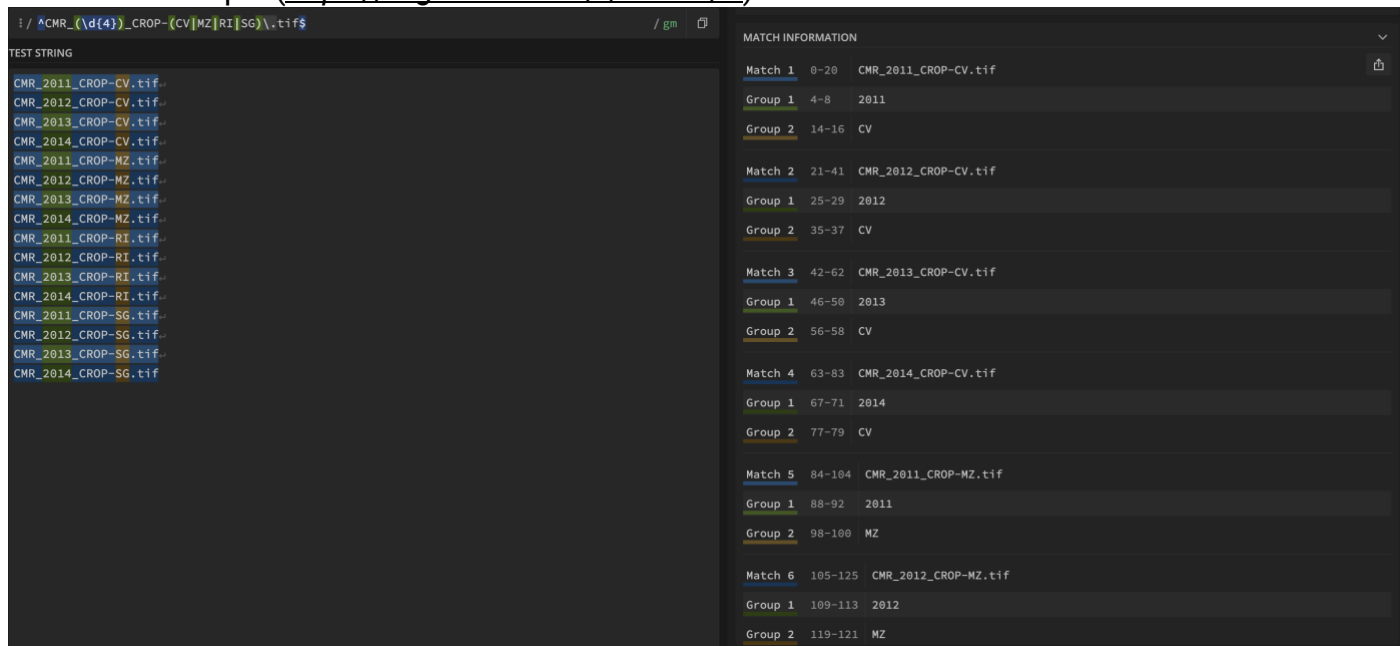 ⋮/ ^CMR_(\d{4})_CROP-(CV|MZ|RI|SG)\.tif$ / gm
TEST STRING
CMR_2011_CROP-CV.tif↵
CMR_2012_CROP-CV.tif↵
CMR_2013_CROP-CV.tif↵
CMR_2014_CROP-CV.tif↵
CMR_2011_CROP-MZ.tif↵
CMR_2012_CROP-MZ.tif↵
CMR_2013_CROP-MZ.tif↵
CMR_2014_CROP-MZ.tif↵
CMR_2011_CROP-RI.tif↵
CMR_2012_CROP-RI.tif↵
CMR_2013_CROP-RI.tif↵
CMR_2014_CROP-RI.tif↵
CMR_2011_CROP-SG.tif↵
CMR_2012_CROP-SG.tif↵
CMR_2013_CROP-SG.tif↵
CMR_2014_CROP-SG.tif
MATCH INFORMATION
Match 1 0-20 CMR_2011_CROP-CV.tif
Group 1 4-8 2011
Group 2 14-16 CV
Match 2 21-41 CMR_2012_CROP-CV.tif
Group 1 25-29 2012
Group 2 35-37 CV
Match 3 42-62 CMR_2013_CROP-CV.tif
Group 1 46-50 2013
Group 2 56-58 CV
Match 4 63-83 CMR_2014_CROP-CV.tif
Group 1 67-71 2014
Group 2 77-79 CV
Match 5 84-104 CMR_2011_CROP-MZ.tif
Group 1 88-92 2011
Group 2 98-100 MZ
Match 6 105-125 CMR_2012_CROP-MZ.tif
Group 1 109-113 2012
Group 2 119-121 MZ